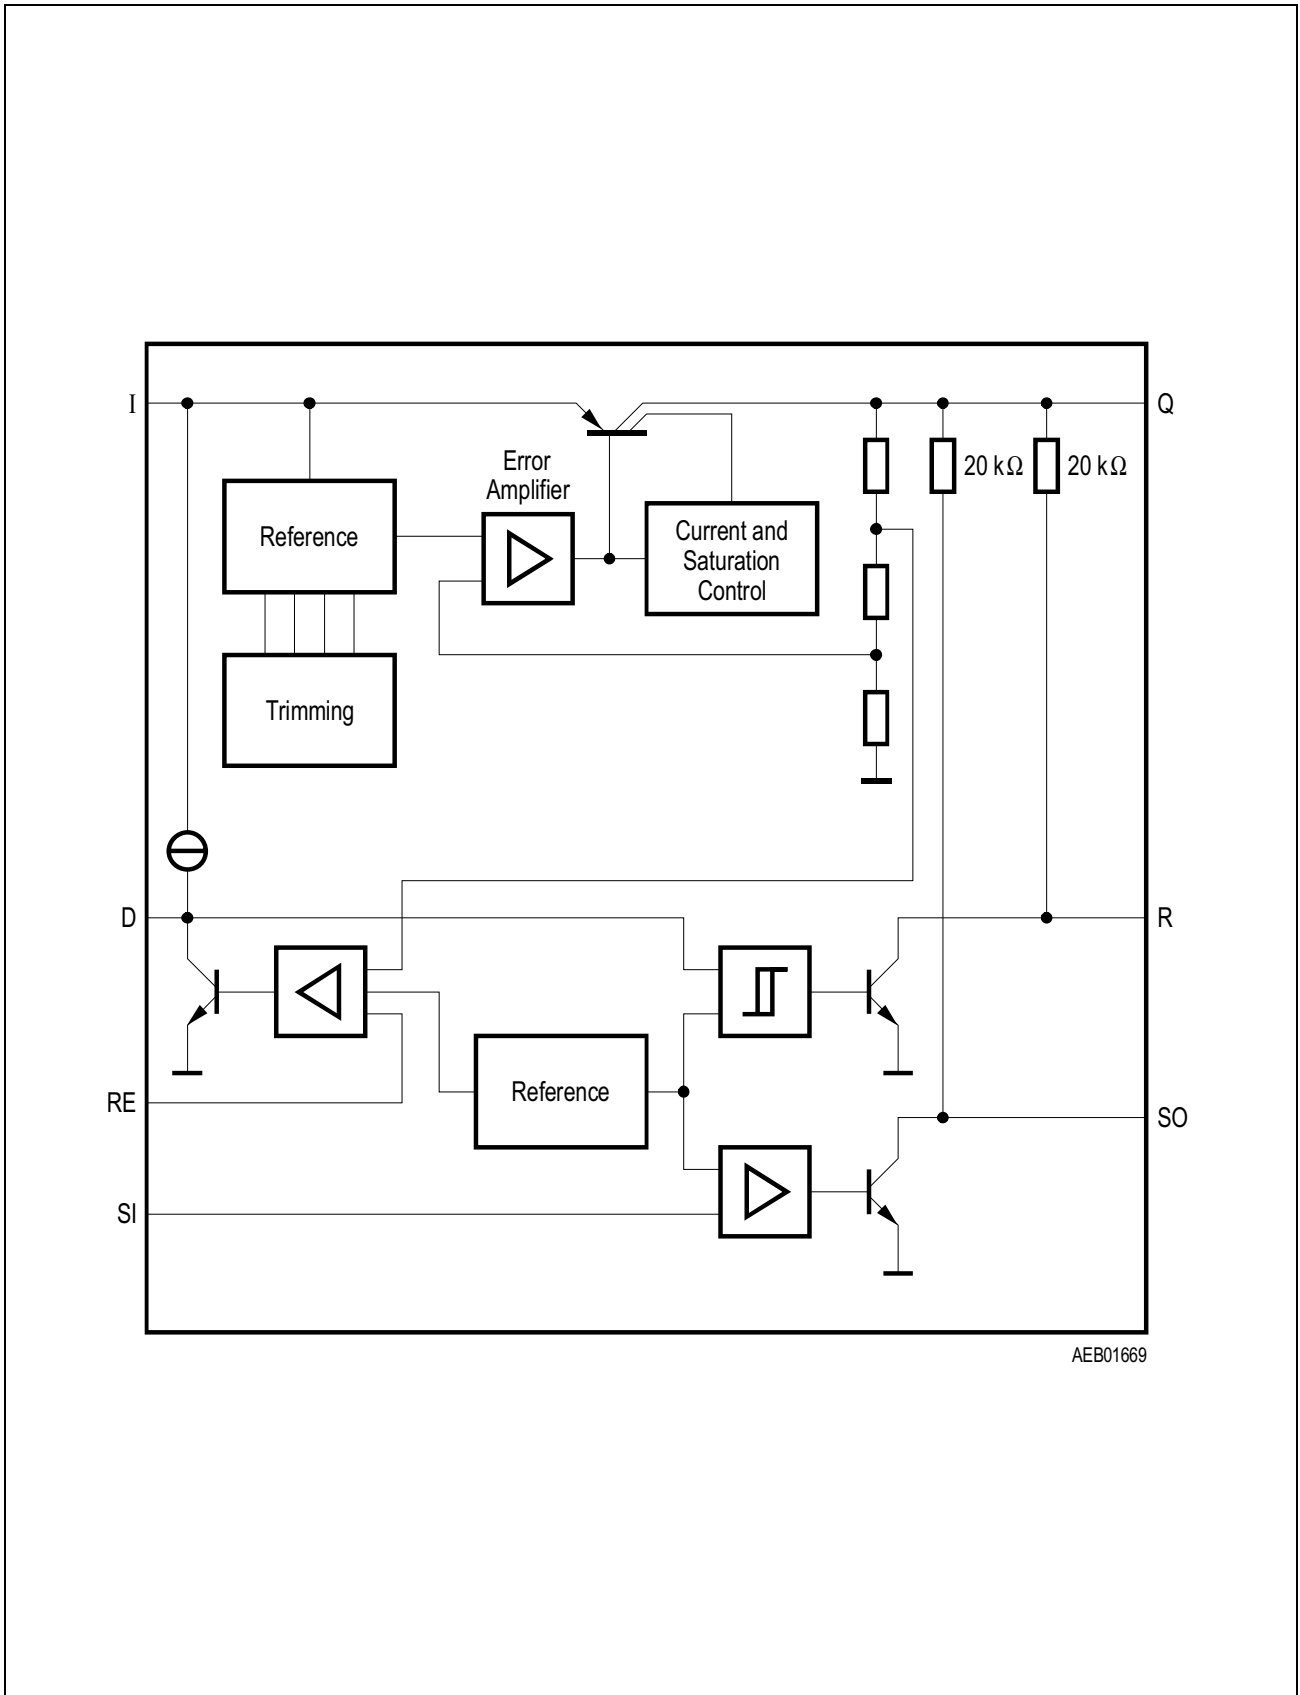 I
Q
Error
Amplifier
20 kΩ
20 kΩ
Reference
Current and
Saturation
Control
Trimming
D
R
Reference
RE
SO
SI
AEB01669